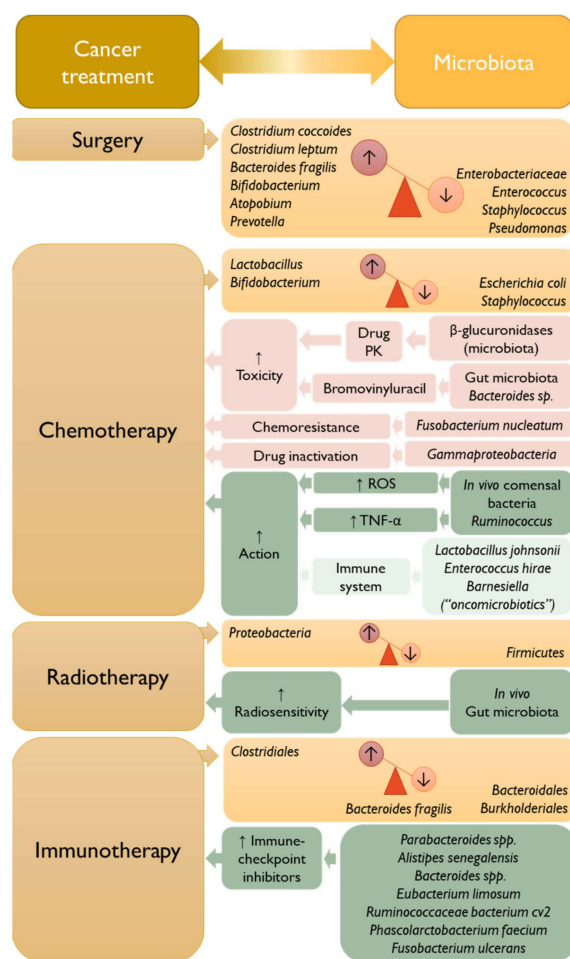 Cancer
treatment
Microbiota
Surgery
Clostridium coccoides
Clostridium leptum
Bacteroides fragilis
Bifidobacterium
Atopobium
Prevotella
↑
↓
Enterobacteriaceae
Enterococcus
Staphylococcus
Pseudomonas
Chemotherapy
Lactobacillus
Bifidobacterium
↑
↓
Escherichia coli
Staphylococcus
↑
Toxicity
Drug
PK
β-glucuronidases
(microbiota)
Bromovinyluracil
Gut microbiota
Bacteroides sp.
Chemoresistance
Fusobacterium nucleatum
Drug inactivation
Gammaproteobacteria
↑
Action
↑ ROS
↑ TNF-α
In vivo comensal
bacteria
Ruminococcus
Immune
system
Lactobacillus johnsonii
Enterococcus hirae
Barnesiella
(“oncomicrobiotics”)
Radiotherapy
Proteobacteria
↑
↓
Firmicutes
↑
Radiosensitivity
In vivo
Gut microbiota
Immunotherapy
Clostridiales
↑
↓
Bacteroides fragilis
Bacteroidales
Burkholderiales
↑ Immune-
checkpoint
inhibitors
Parabacteroides spp.
Alistipes senegalensis
Bacteroides spp.
Eubacterium limosum
Ruminococcaceae bacterium cv2
Phascolarctobacterium faecium
Fusobacterium ulcerans